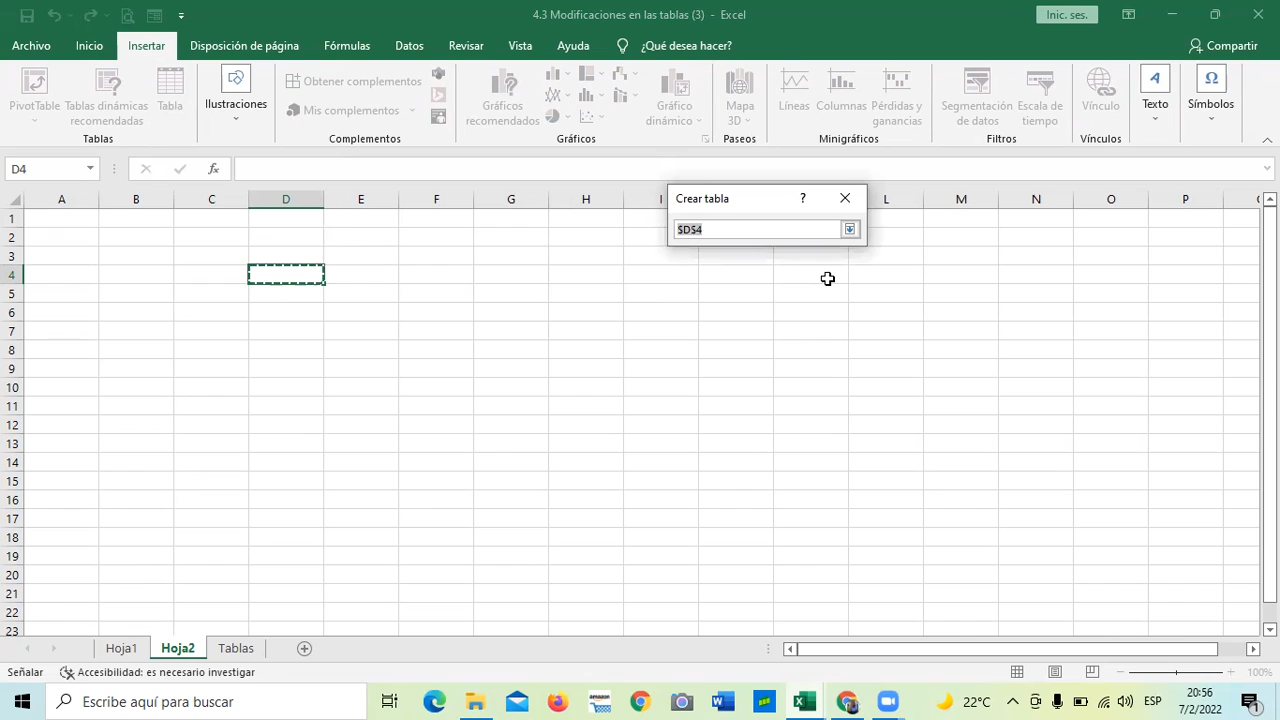 4.3 Modificaciones en las tablas (3) - Excel
Inic. ses.
Archivo Inicio Insertar Disposición de página Fórmulas Datos Revisar Vista Ayuda ¿Qué desea hacer? Compartir
PivotTable
Tablas dinámicas
recomendadas
Tabla
Tablas
Ilustraciones
Obtener complementos
Mis complementos
Complementos
Gráficos
recomendados
Gráfico
dinámico
Gráficos
Mapa
3D
Paseos
Líneas
Columnas
Pérdidas y
ganancias
Minigráficos
Segmentación
de datos
Escala de
tiempo
Filtros
Vínculo
Vínculos
Texto
Símbolos
D4
fx
Crear tabla ?
$D$4
A B C D E F G H I L M N O P
1
2
3
4
5
6
7
8
9
10
11
12
13
14
15
16
17
18
19
20
21
22
23
Hoja1 Hoja2 Tablas
Señalar Accesibilidad: es necesario investigar 100%
Escribe aquí para buscar
amazon
22°C
ESP
20:56
7/2/2022
1